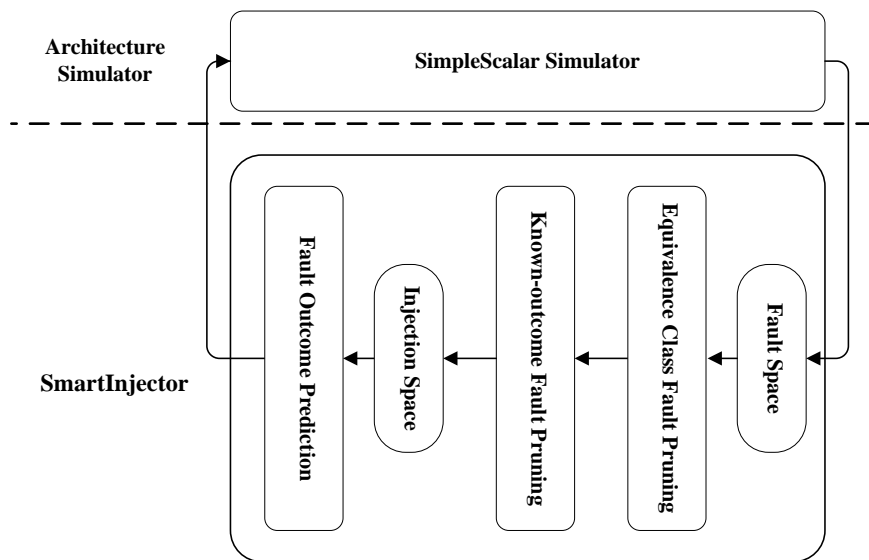 Architecture
Simulator
SimpleScalar Simulator
SmartInjector
Fault Outcome Prediction
Injection Space
Known-outcome Fault Pruning
Equivalence Class Fault Pruning
Fault Space